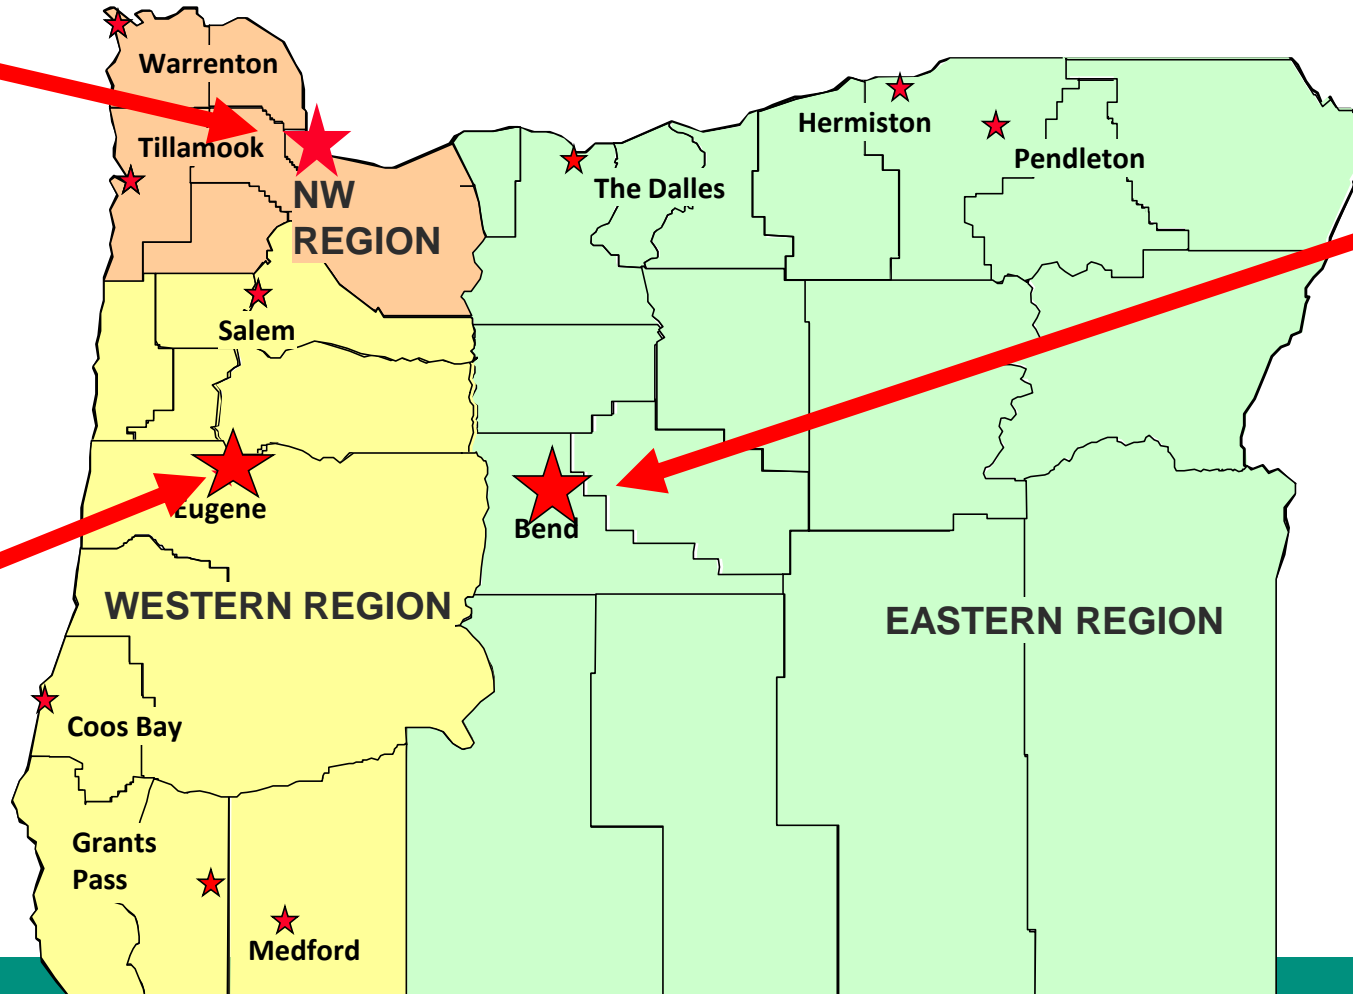 Warrenton
Tillamook
NW
REGION
Hermiston
Pendleton
The Dalles
Salem
Eugene
Bend
WESTERN REGION
EASTERN REGION
Coos Bay
Grants
Pass
Medford